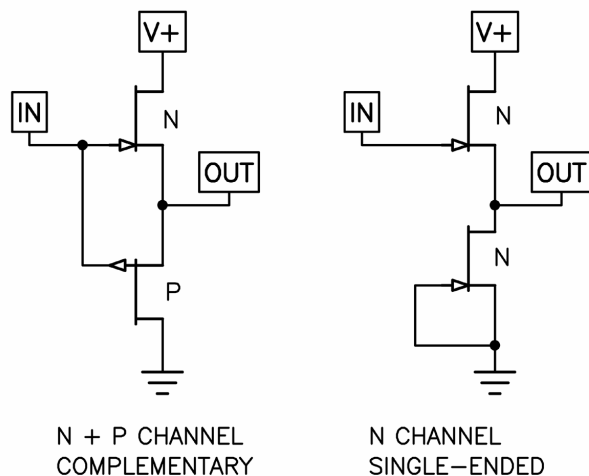 V+ V+
IN N IN N
OUT OUT
P N
N + P CHANNEL
COMPLEMENTARY
N CHANNEL
SINGLE-ENDED